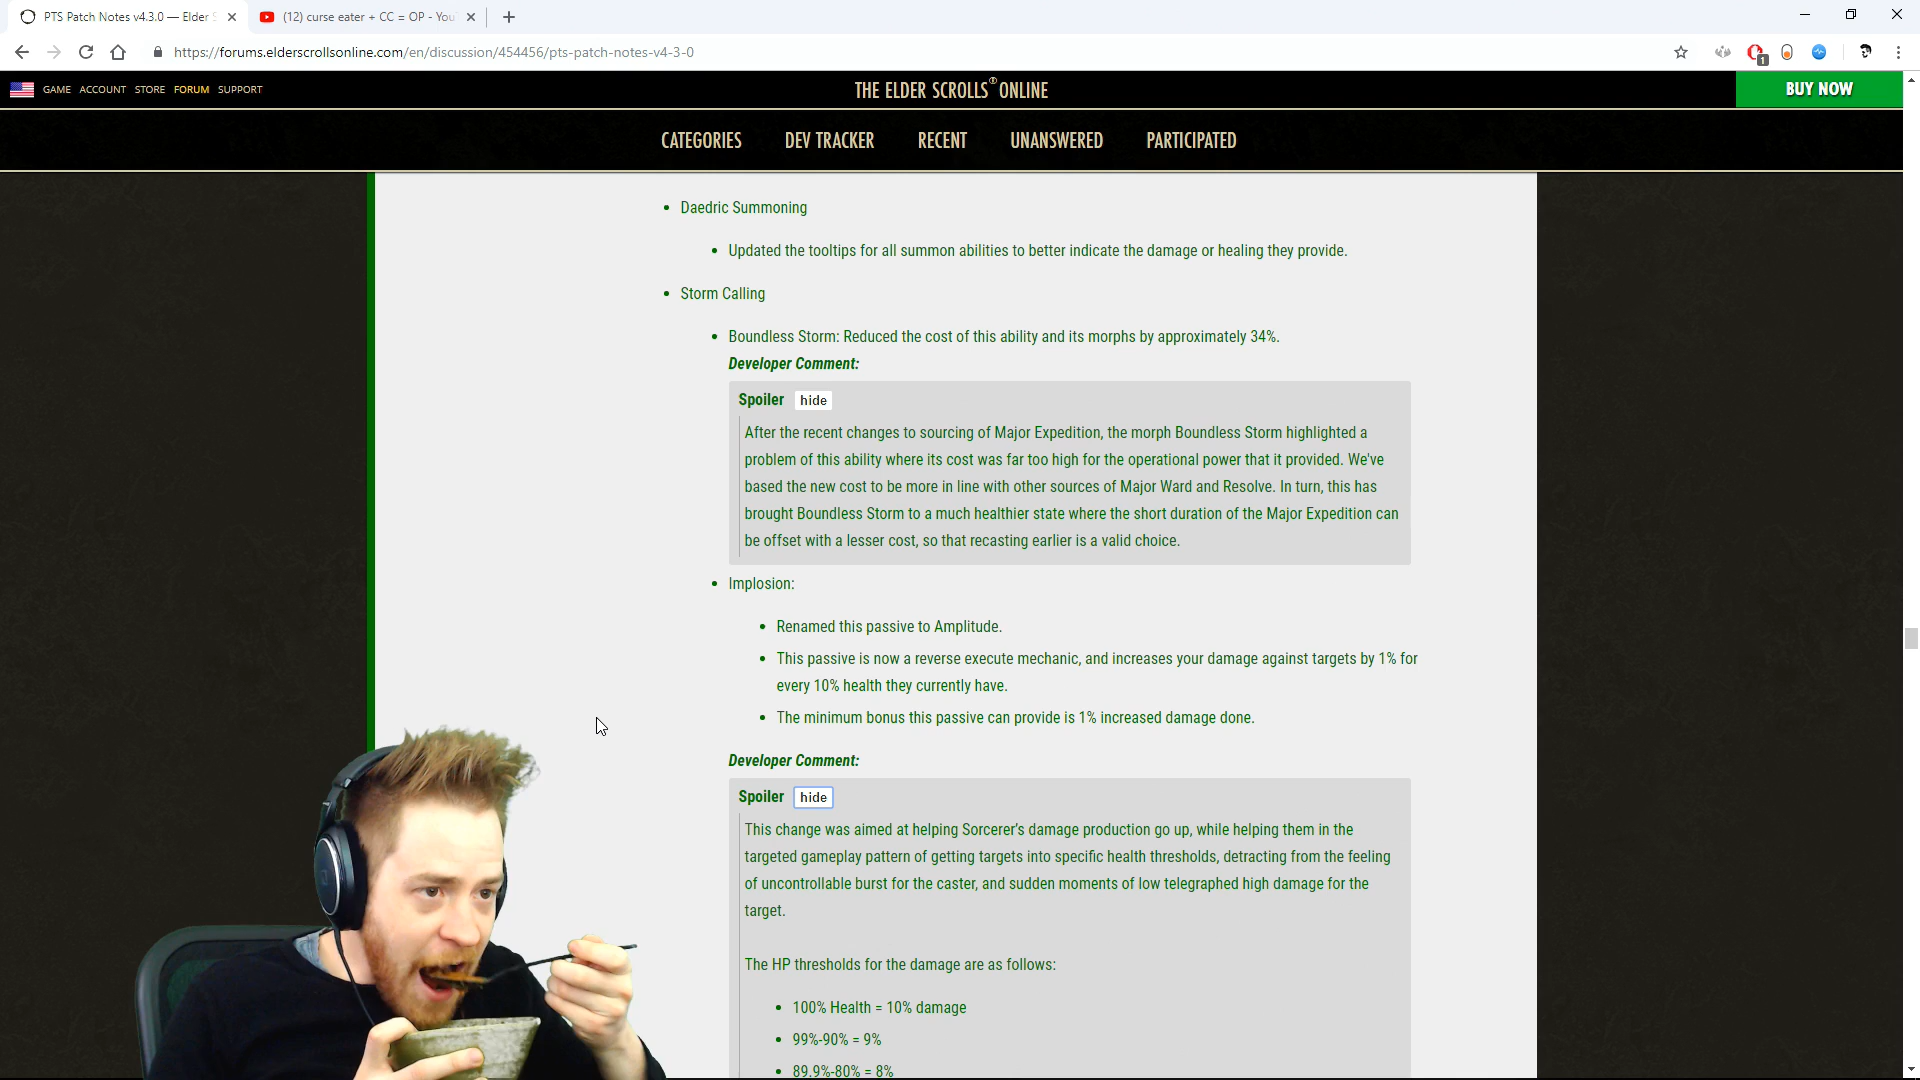 PTS Patch Notes v4.3.0 — Elder S
(12) curse eater + CC = OP - You
https://forums.elderscrollsonline.com/en/discussion/454456/pts-patch-notes-v4-3-0
1
GAME ACCOUNT STORE FORUM SUPPORT
THE ELDER SCROLLS ONLINE
BUY NOW
CATEGORIES DEV TRACKER RECENT UNANSWERED PARTICIPATED
• Daedric Summoning
• Updated the tooltips for all summon abilities to better indicate the damage or healing they provide.
• Storm Calling
• Boundless Storm: Reduced the cost of this ability and its morphs by approximately 34%.
Developer Comment:
Spoiler hide
After the recent changes to sourcing of Major Expedition, the morph Boundless Storm highlighted a
problem of this ability where its cost was far too high for the operational power that it provided. We've
based the new cost to be more in line with other sources of Major Ward and Resolve. In turn, this has
brought Boundless Storm to a much healthier state where the short duration of the Major Expedition can
be offset with a lesser cost, so that recasting earlier is a valid choice.
• Implosion:
• Renamed this passive to Amplitude.
• This passive is now a reverse execute mechanic, and increases your damage against targets by 1% for
every 10% health they currently have.
• The minimum bonus this passive can provide is 1% increased damage done.
Developer Comment:
Spoiler hide
This change was aimed at helping Sorcerer's damage production go up, while helping them in the
targeted gameplay pattern of getting targets into specific health thresholds, detracting from the feeling
of uncontrollable burst for the caster, and sudden moments of low telegraphed high damage for the
target.
The HP thresholds for the damage are as follows:
• 100% Health = 10% damage
• 99%-90% = 9%
• 89.9%-80% = 8%